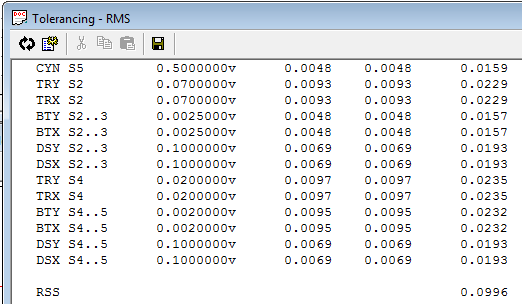 Tolerancing - RMS
CYN S5 0.5000000v 0.0048 0.0048 0.0159
TRY S2 0.0700000v 0.0093 0.0093 0.0229
TRX S2 0.0700000v 0.0093 0.0093 0.0229
BTY S2..3 0.0025000v 0.0048 0.0048 0.0157
BTX S2..3 0.0025000v 0.0048 0.0048 0.0157
DSY S2..3 0.1000000v 0.0069 0.0069 0.0193
DSX S2..3 0.1000000v 0.0069 0.0069 0.0193
TRY S4 0.0200000v 0.0097 0.0097 0.0235
TRX S4 0.0200000v 0.0097 0.0097 0.0235
BTY S4..5 0.0020000v 0.0095 0.0095 0.0232
BTX S4..5 0.0020000v 0.0095 0.0095 0.0232
DSY S4..5 0.1000000v 0.0069 0.0069 0.0193
DSX S4..5 0.1000000v 0.0069 0.0069 0.0193
RSS 0.0996